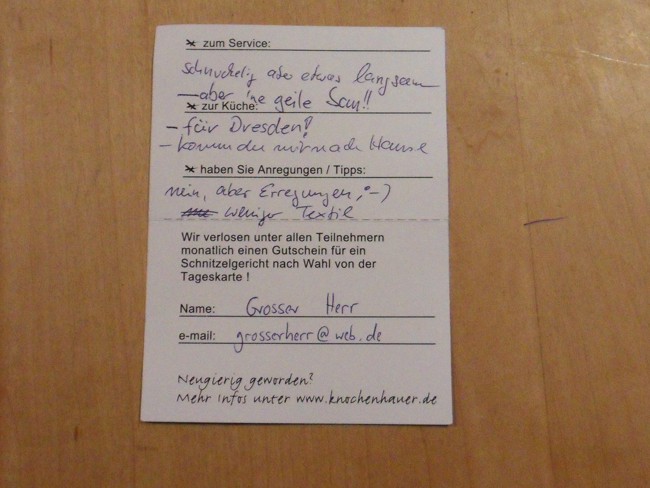 zum Service:
schnuckelig aber etwas langsam
– aber 'ne geile Sau!!
zur Küche:
– für Dresden!
– komm du mir nach Hause
haben Sie Anregungen / Tipps:
nein, aber Erregungen ;-)
weniger Textil
Wir verlosen unter allen Teilnehmern
monatlich einen Gutschein für ein
Schnitzelgericht nach Wahl von der
Tageskarte !
Name: Grosser Herr
e-mail: grosserherr@web.de
Neugierig geworden?
Mehr Infos unter www.knochenhauer.de